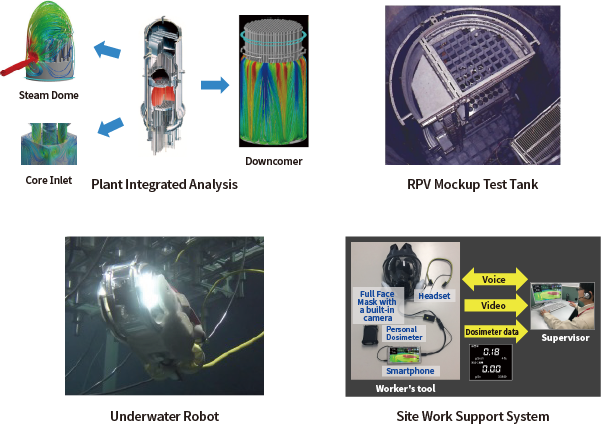 Steam Dome
Core Inlet
Downcomer
Plant Integrated Analysis
RPV Mockup Test Tank
Underwater Robot
Full Face
Mask with
a built-in
camera
Headset
Personal
Dosimeter
Smartphone
Worker's tool
Voice
Video
Dosimeter data
0.18
0.00
Supervisor
Site Work Support System